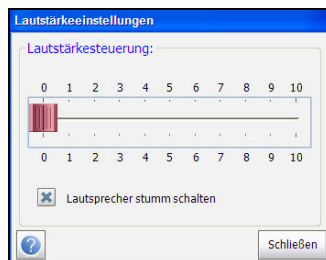 Lautstärkeeinstellungen
Lautstärkesteuerung:
0 1 2 3 4 5 6 7 8 9 10
0 1 2 3 4 5 6 7 8 9 10
Lautsprecher stumm schalten
? Schließen